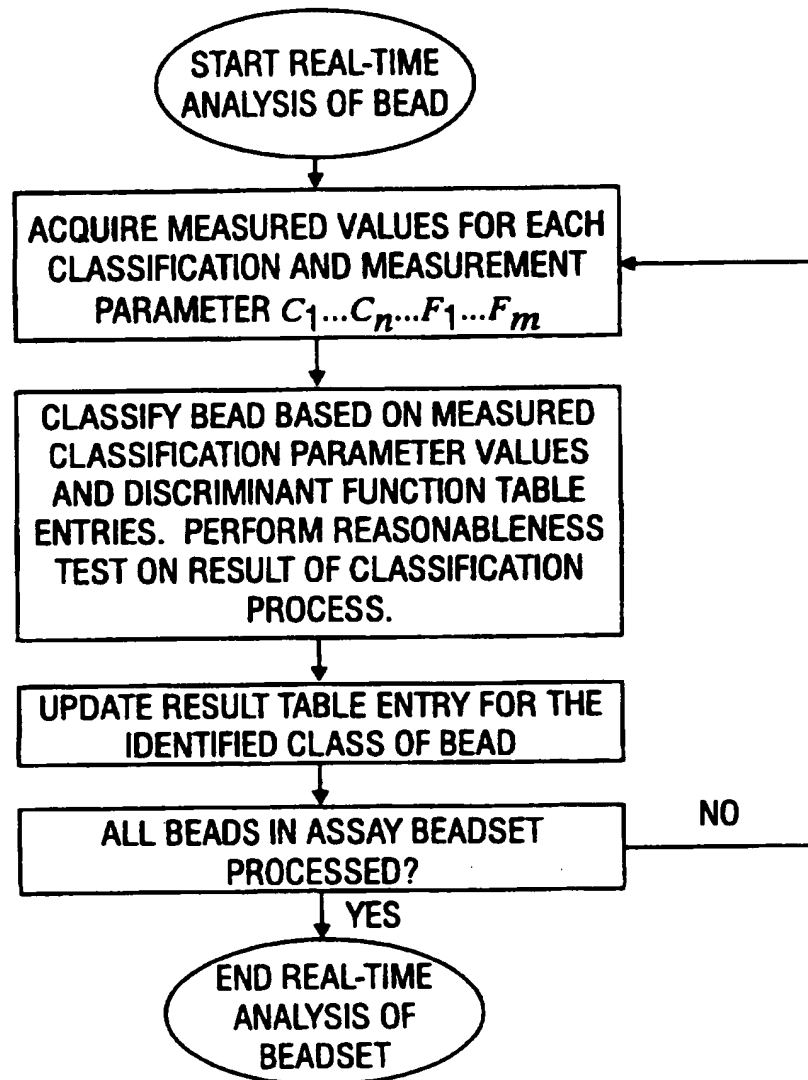 START REAL-TIME
ANALYSIS OF BEAD
ACQUIRE MEASURED VALUES FOR EACH
CLASSIFICATION AND MEASUREMENT
PARAMETER C1...Cn...F1...Fm
CLASSIFY BEAD BASED ON MEASURED
CLASSIFICATION PARAMETER VALUES
AND DISCRIMINANT FUNCTION TABLE
ENTRIES. PERFORM REASONABLENESS
TEST ON RESULT OF CLASSIFICATION
PROCESS.
UPDATE RESULT TABLE ENTRY FOR THE
IDENTIFIED CLASS OF BEAD
ALL BEADS IN ASSAY BEADSET
PROCESSED?
NO
YES
END REAL-TIME
ANALYSIS OF
BEADSET